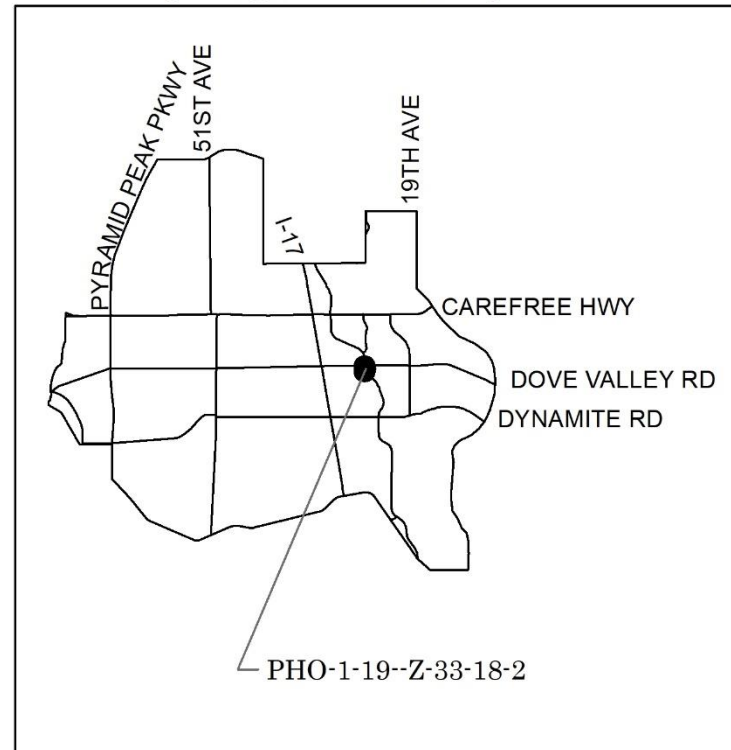 PYRAMID PEAK PKWY
51ST AVE
19TH AVE
I-17
CAREFREE HWY
DOVE VALLEY RD
DYNAMITE RD
PHO-1-19--Z-33-18-2